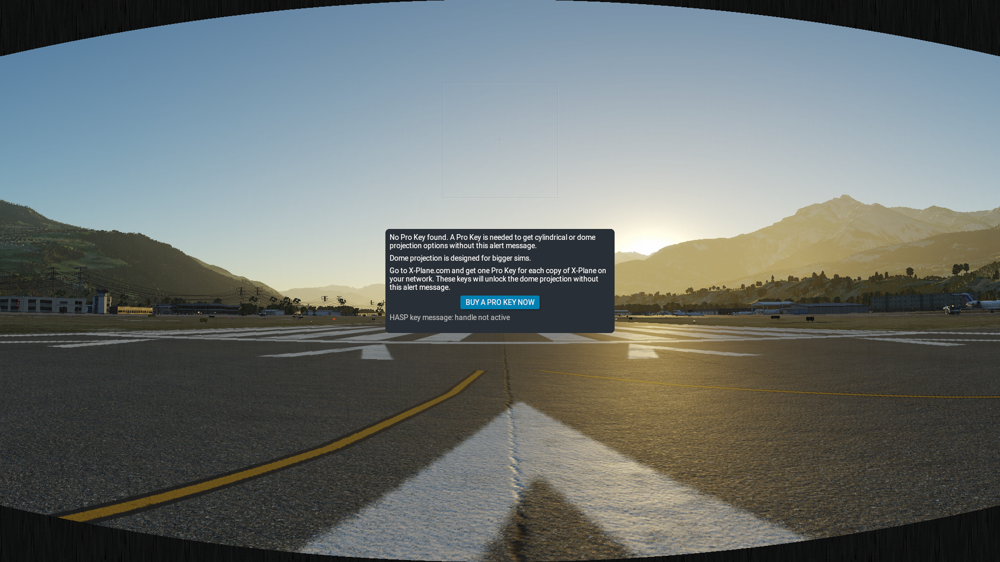 No Pro Key found. A Pro Key is needed to get cylindrical or dome
projection options without this alert message.
Dome projection is designed for bigger sims.
Go to X-Plane.com and get one Pro Key for each copy of X-Plane on
your network. These keys will unlock the dome projection without
this alert message.
BUY A PRO KEY NOW
HASP key message: handle not active